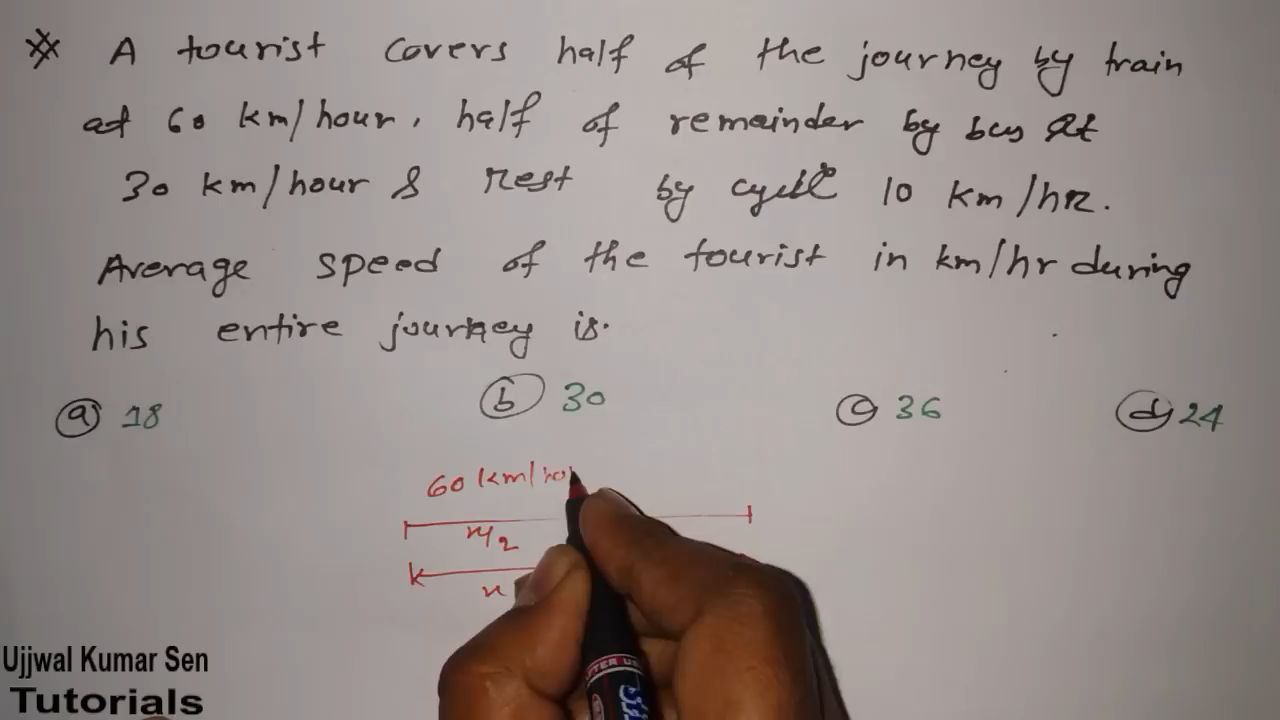 A tourist covers half of the journey by train
at 60 km/hour, half of remainder by bus at
30 km/hour & rest by cycle 10 km/hr.
Average speed of the tourist in km/hr during
his entire journey is.
(a) 18 (b) 30 (c) 36 (d) 24
60 km/ho
x/2
x
Ujjwal Kumar Sen
Tutorials